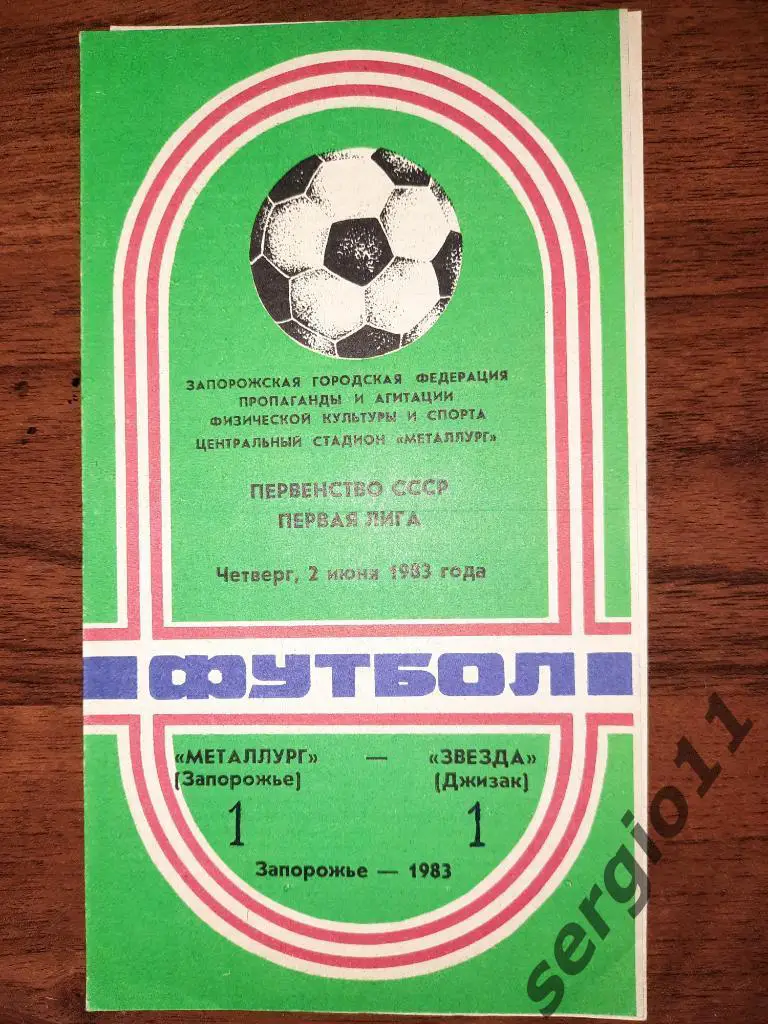 ЗАПОРОЖСКАЯ ГОРОДСКАЯ ФЕДЕРАЦИЯ
ПРОПАГАНДЫ И АГИТАЦИИ
ФИЗИЧЕСКОЙ КУЛЬТУРЫ И СПОРТА
ЦЕНТРАЛЬНЫЙ СТАДИОН «МЕТАЛЛУРГ»
ПЕРВЕНСТВО СССР
ПЕРВАЯ ЛИГА
Четверг, 2 июня 1983 года
ФУТБОЛ
«МЕТАЛЛУРГ» — «ЗВЕЗДА»
(Запорожье) (Джизак)
1 1
Запорожье — 1983
sergio11